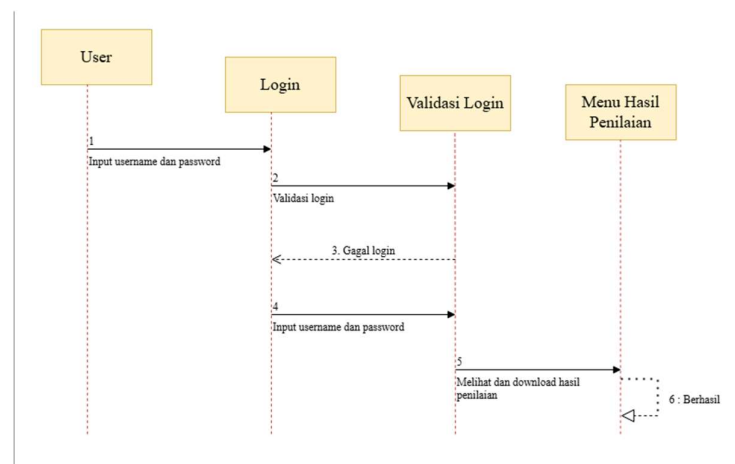 User
Login
Validasi Login
Menu Hasil
Penilaian
1
Input username dan password
2
Validasi login
3. Gagal login
4
Input username dan password
5
Melihat dan download hasil
penilaian
6 : Berhasil